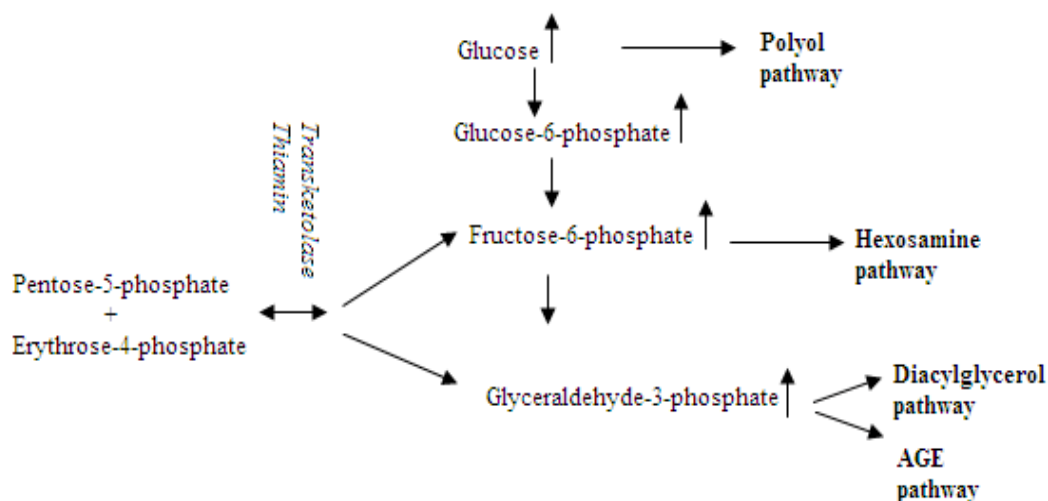 Glucose
Polyol
pathway
Glucose-6-phosphate
Transketolase
Thiamin
Fructose-6-phosphate
Hexosamine
pathway
Pentose-5-phosphate
+
Erythrose-4-phosphate
Glyceraldehyde-3-phosphate
Diacylglycerol
pathway
AGE
pathway